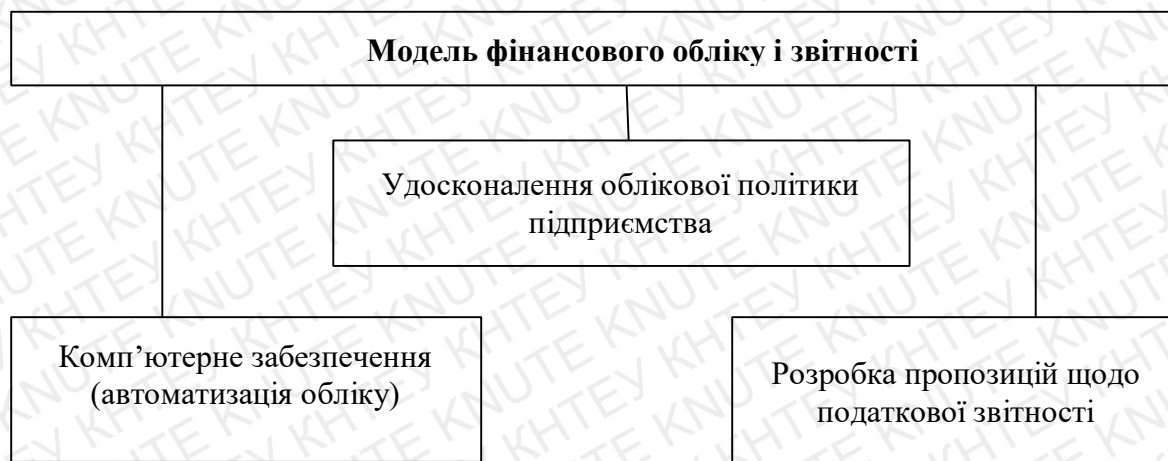 Модель фінансового обліку і звітності
Удосконалення облікової політики
підприємства
Комп’ютерне забезпечення
(автоматизація обліку)
Розробка пропозицій щодо
податкової звітності